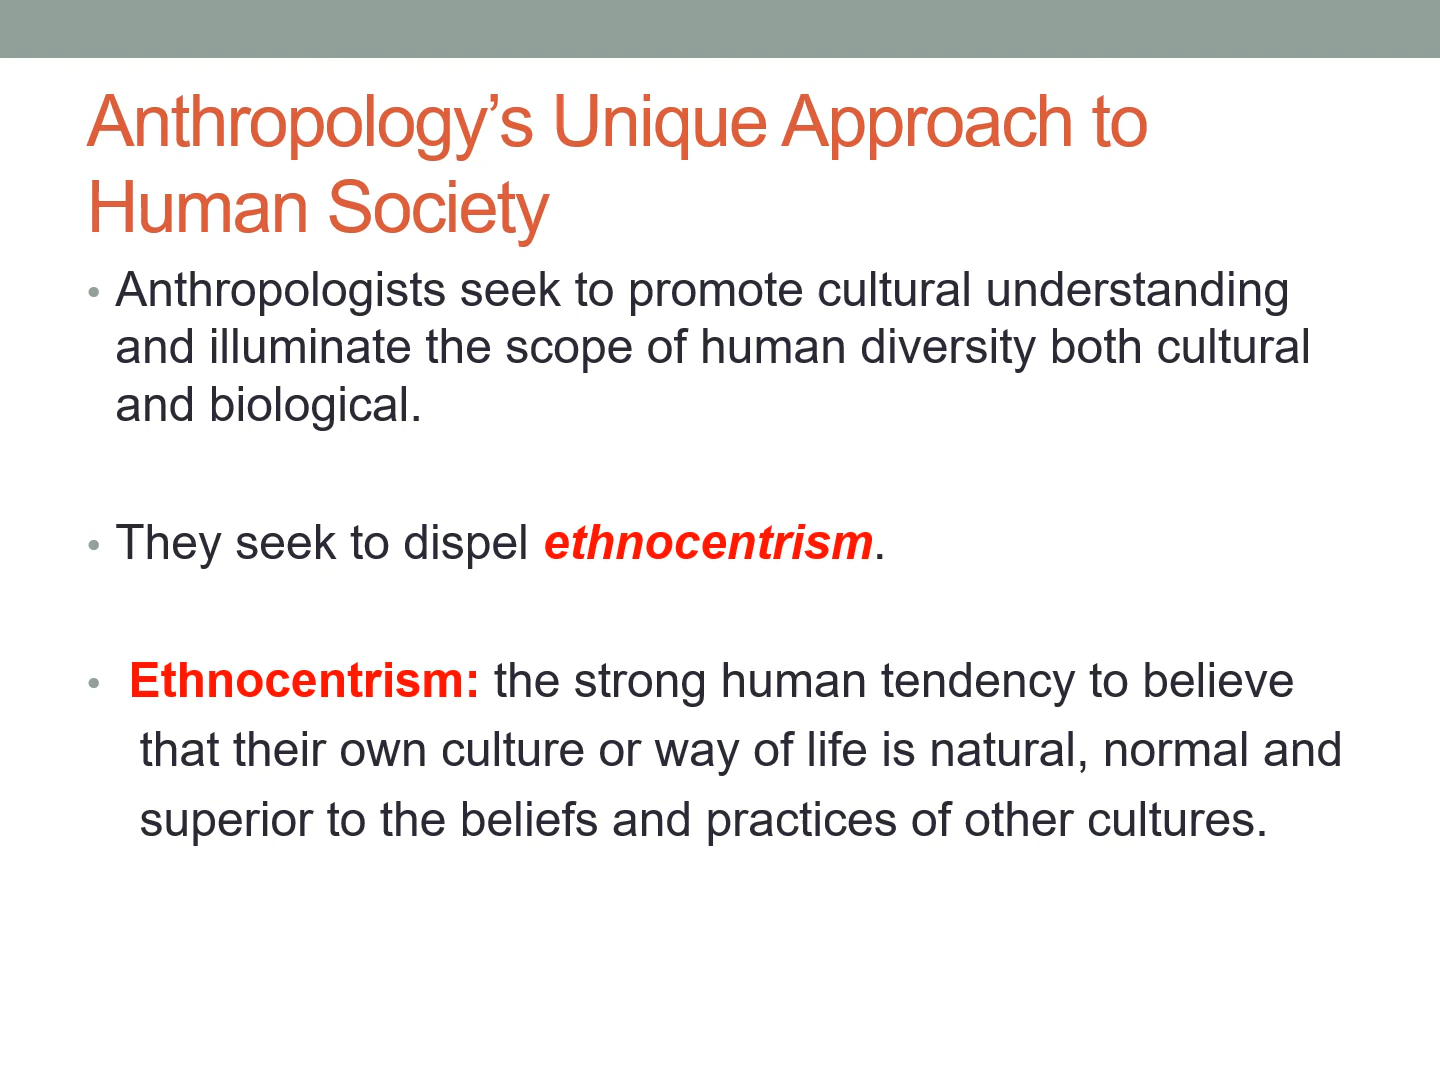 Anthropology’s Unique Approach to
Human Society
• Anthropologists seek to promote cultural understanding
and illuminate the scope of human diversity both cultural
and biological.
• They seek to dispel ethnocentrism.
• Ethnocentrism: the strong human tendency to believe
that their own culture or way of life is natural, normal and
superior to the beliefs and practices of other cultures.